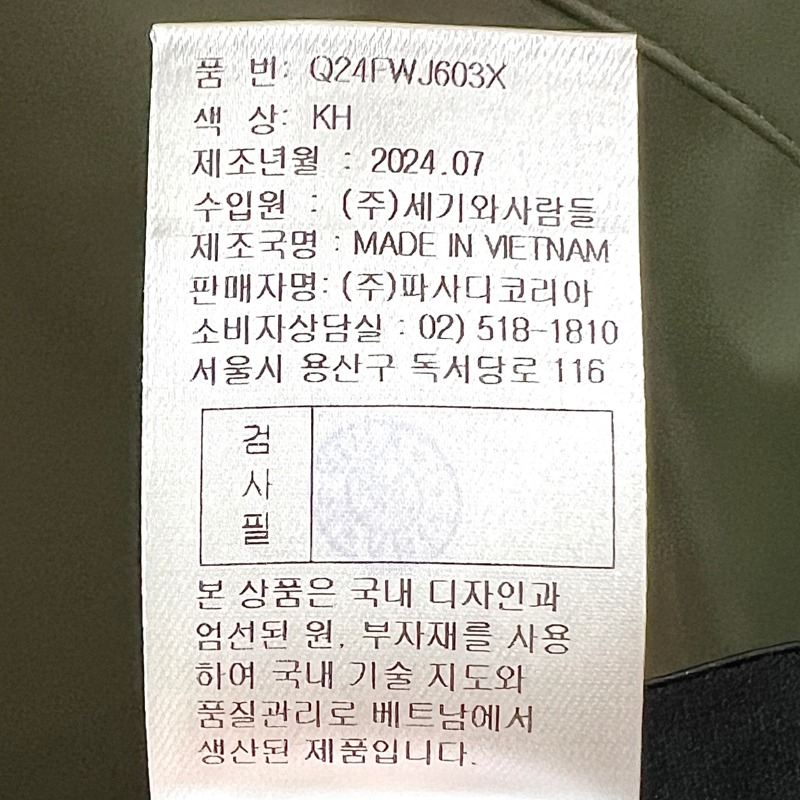 품 번: Q24FWJ603X
색 상: KH
제조년월 : 2024.07
수입원 : (주)세기와사람들
제조국명 : MADE IN VIETNAM
판매자명: (주)파사디코리아
소비자상담실 : 02) 518-1810
서울시 용산구 독서당로 116
검
사
필
본 상품은 국내 디자인과
엄선된 원, 부자재를 사용
하여 국내 기술 지도와
품질관리로 베트남에서
생산된 제품입니다.